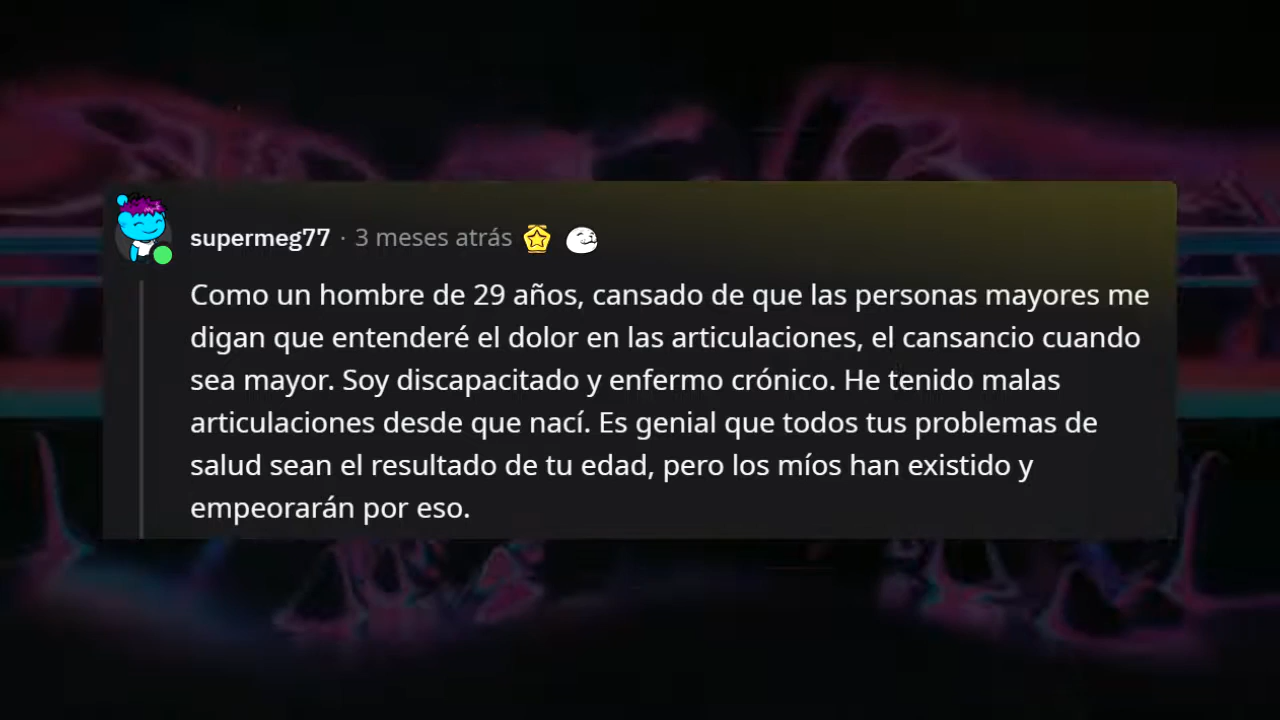 supermeg77 · 3 meses atrás
Como un hombre de 29 años, cansado de que las personas mayores me
digan que entenderé el dolor en las articulaciones, el cansancio cuando
sea mayor. Soy discapacitado y enfermo crónico. He tenido malas
articulaciones desde que nací. Es genial que todos tus problemas de
salud sean el resultado de tu edad, pero los míos han existido y
empeorarán por eso.